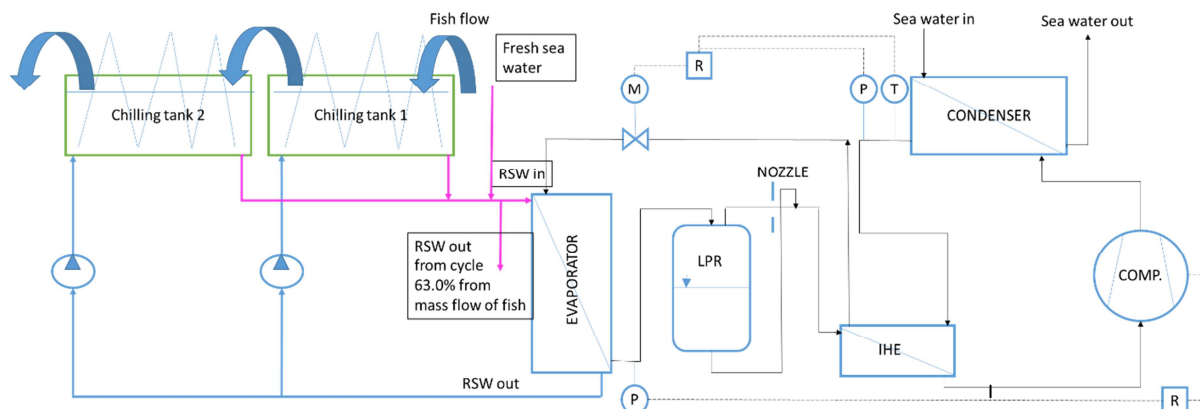 Fish flow
Fresh sea
water
Chilling tank 2
Chilling tank 1
RSW in
RSW out
from cycle
63.0% from
mass flow of fish
EVAPORATOR
RSW out
M
R
P
T
Sea water in
Sea water out
CONDENSER
NOZZLE
LPR
IHE
COMP.
P
R